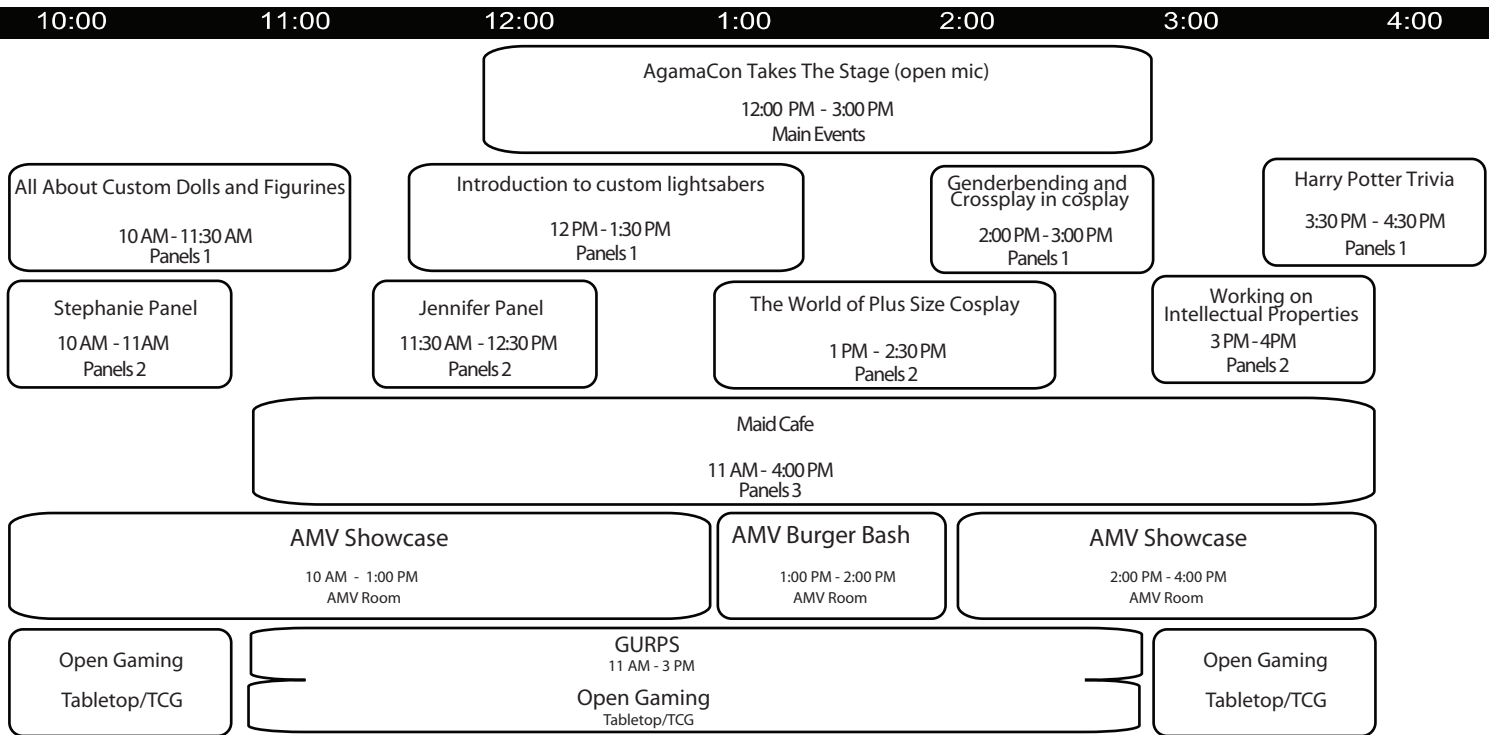 10:00 11:00 12:00 1:00 2:00 3:00 4:00
AgamaCon Takes The Stage (open mic)
12:00 PM - 3:00 PM
Main Events
All About Custom Dolls and Figurines
10 AM - 11:30 AM
Panels 1
Introduction to custom lightsabers
12 PM - 1:30 PM
Panels 1
Genderbending and
Crossplay in cosplay
2:00 PM - 3:00 PM
Panels 1
Harry Potter Trivia
3:30 PM - 4:30 PM
Panels 1
Stephanie Panel
10 AM - 11AM
Panels 2
Jennifer Panel
11:30 AM - 12:30 PM
Panels 2
The World of Plus Size Cosplay
1 PM - 2:30 PM
Panels 2
Working on
Intellectual Properties
3 PM - 4PM
Panels 2
Maid Cafe
11 AM - 4:00 PM
Panels 3
AMV Showcase
10 AM - 1:00 PM
AMV Room
AMV Burger Bash
1:00 PM - 2:00 PM
AMV Room
AMV Showcase
2:00 PM - 4:00 PM
AMV Room
Open Gaming
Tabletop/TCG
GURPS
11 AM - 3 PM
Open Gaming
Tabletop/TCG
Open Gaming
Tabletop/TCG